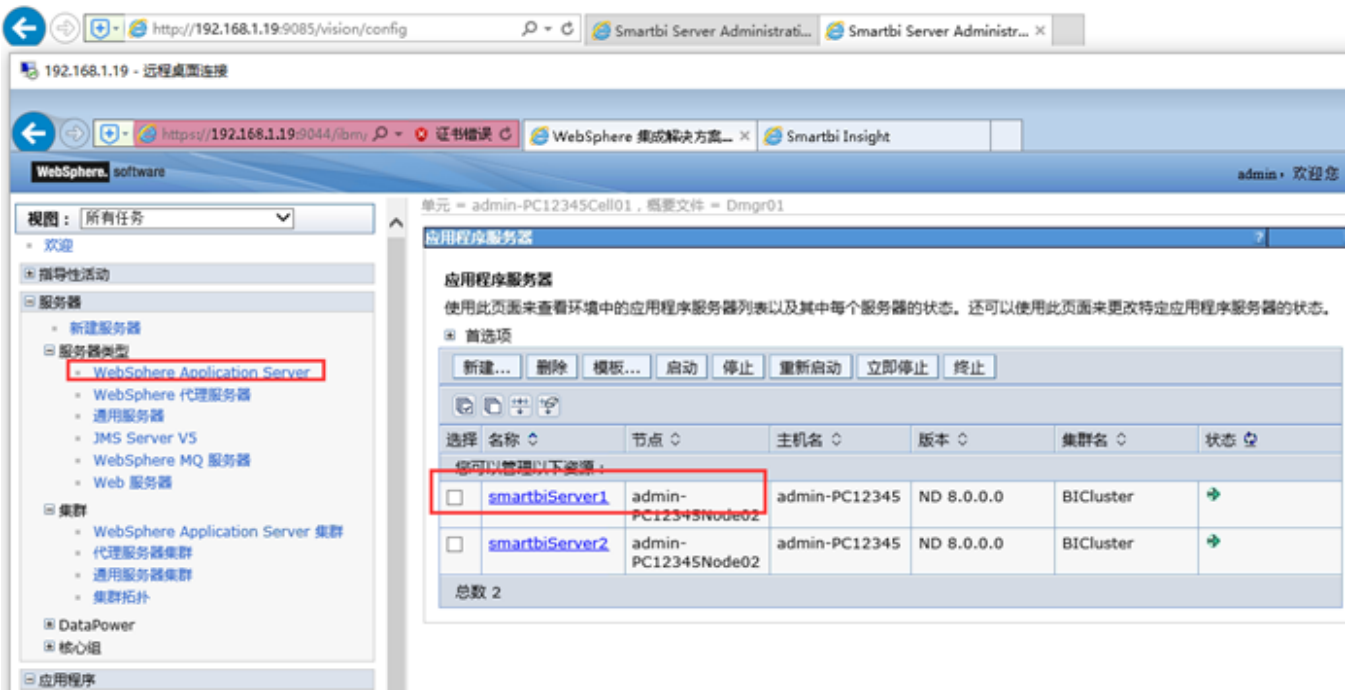 http://192.168.1.19:9085/vision/config
Smartbi Server Administrati...
Smartbi Server Administr... ×
192.168.1.19 - 远程桌面连接
https://192.168.1.19:9044/ibm/
证书错误
WebSphere 集成解决方案... ×
Smartbi Insight
WebSphere. software
admin，欢迎您
视图： 所有任务
欢迎
指导性活动
服务器
新建服务器
服务器类型
WebSphere Application Server
WebSphere 代理服务器
通用服务器
JMS Server V5
WebSphere MQ 服务器
Web 服务器
集群
WebSphere Application Server 集群
代理服务器集群
通用服务器集群
集群拓扑
DataPower
核心组
应用程序
单元 = admin-PC12345Cell01，概要文件 = Dmgr01
应用程序服务器 ?
应用程序服务器
使用此页面来查看环境中的应用程序服务器列表以及其中每个服务器的状态。还可以使用此页面来更改特定应用程序服务器的状态。
首选项
新建... 删除 模板... 启动 停止 重新启动 立即停止 终止
选择 名称 节点 主机名 版本 集群名 状态
您可以管理以下资源：
smartbiServer1 admin-PC12345Node02 admin-PC12345 ND 8.0.0.0 BICluster
smartbiServer2 admin-PC12345Node02 admin-PC12345 ND 8.0.0.0 BICluster
总数 2